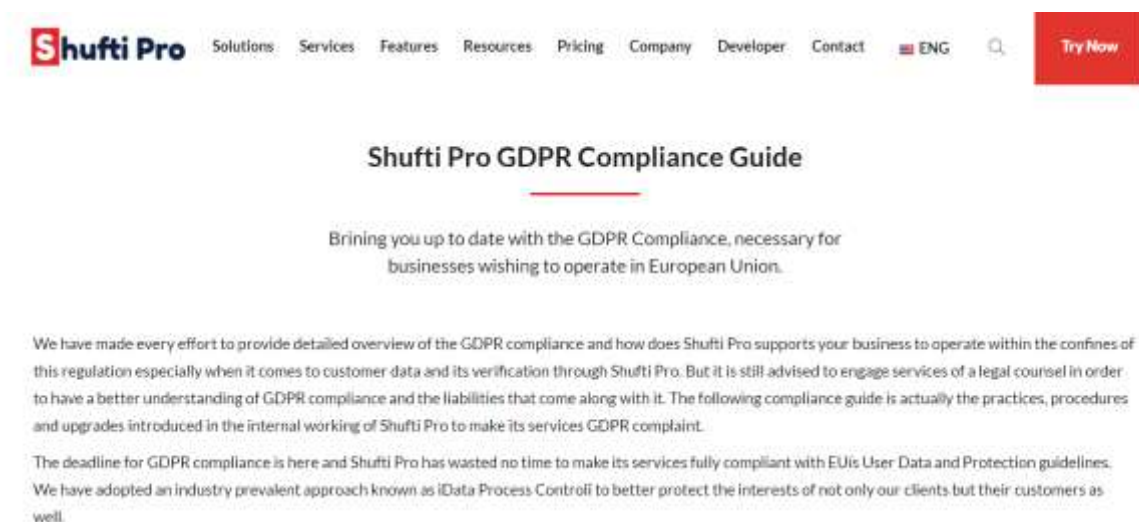 Shufti Pro Solutions Services Features Resources Pricing Company Developer Contact ENG Try Now
Shufti Pro GDPR Compliance Guide
Brining you up to date with the GDPR Compliance, necessary for
businesses wishing to operate in European Union.
We have made every effort to provide detailed overview of the GDPR compliance and how does Shufti Pro supports your business to operate within the confines of
this regulation especially when it comes to customer data and its verification through Shufti Pro. But it is still advised to engage services of a legal counsel in order
to have a better understanding of GDPR compliance and the liabilities that come along with it. The following compliance guide is actually the practices, procedures
and upgrades introduced in the internal working of Shufti Pro to make its services GDPR complaint.
The deadline for GDPR compliance is here and Shufti Pro has wasted no time to make its services fully compliant with EUís User Data and Protection guidelines.
We have adopted an industry prevalent approach known as ìData Process Controlî to better protect the interests of not only our clients but their customers as
well.